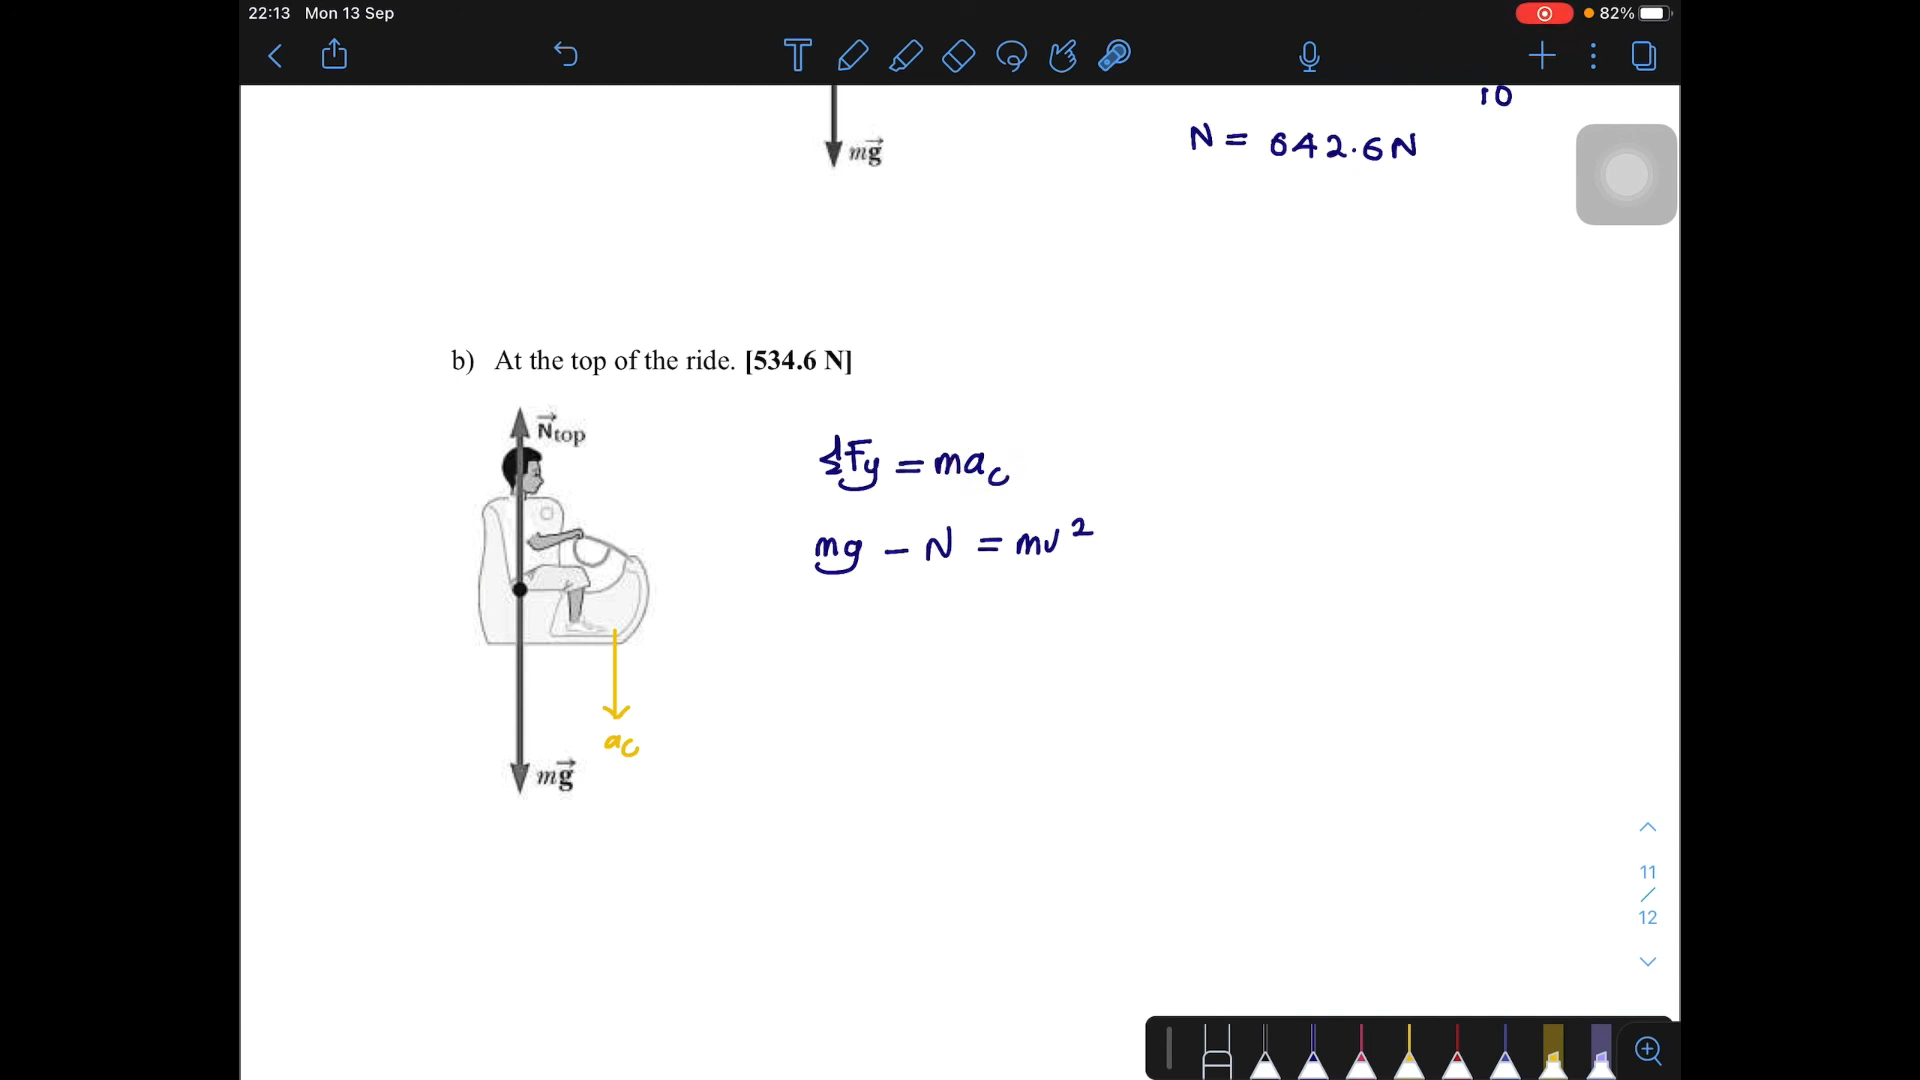 22:13 Mon 13 Sep
82%
10
mg
N = 642.6N
b) At the top of the ride. [534.6 N]
Ntop
ΣFy = mac
mg - N = mv²
ac
mg
11
/
12